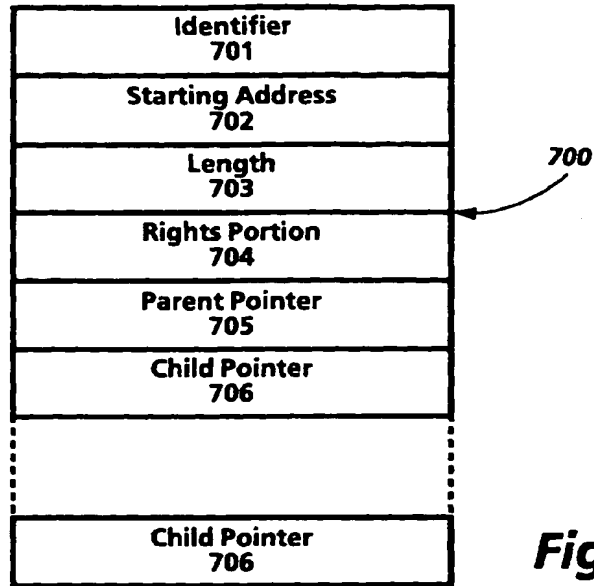 Identifier
701
Starting Address
702
Length
703
700
Rights Portion
704
Parent Pointer
705
Child Pointer
706
Child Pointer
706
Fig